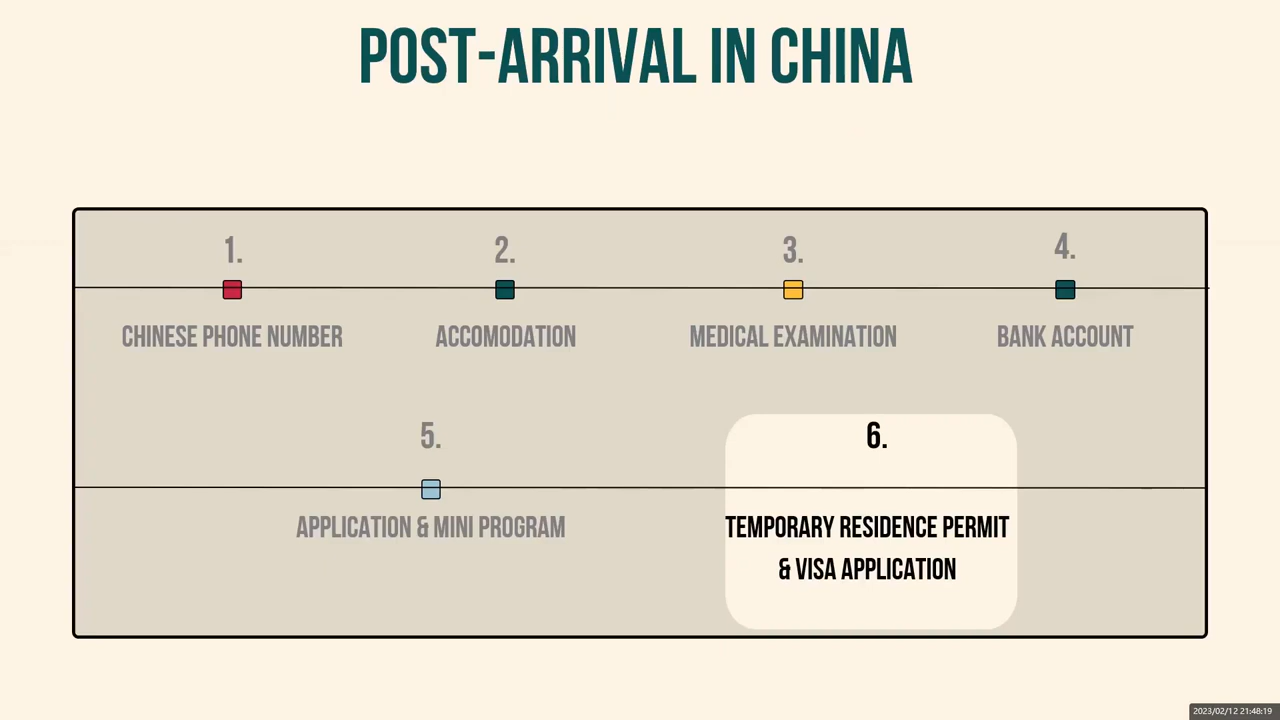 POST-ARRIVAL IN CHINA
1.
2.
3.
4.
CHINESE PHONE NUMBER
ACCOMODATION
MEDICAL EXAMINATION
BANK ACCOUNT
5.
6.
APPLICATION & MINI PROGRAM
TEMPORARY RESIDENCE PERMIT
& VISA APPLICATION
2023/02/12 21:48:19